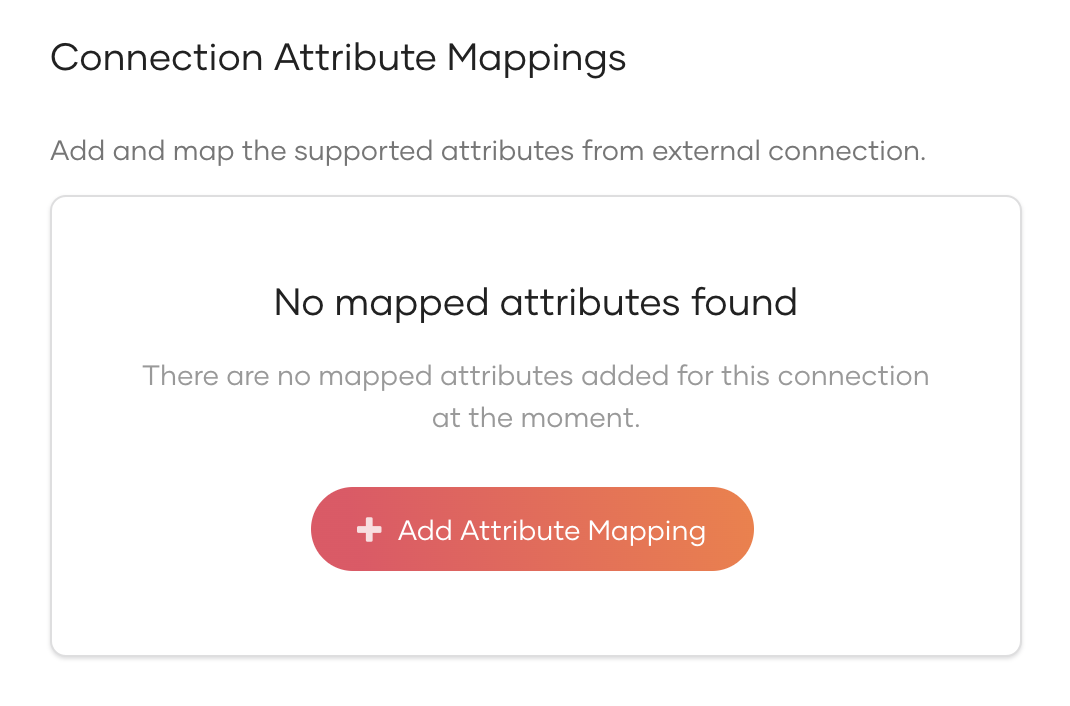 Connection Attribute Mappings
Add and map the supported attributes from external connection.
No mapped attributes found
There are no mapped attributes added for this connection
at the moment.
Add Attribute Mapping